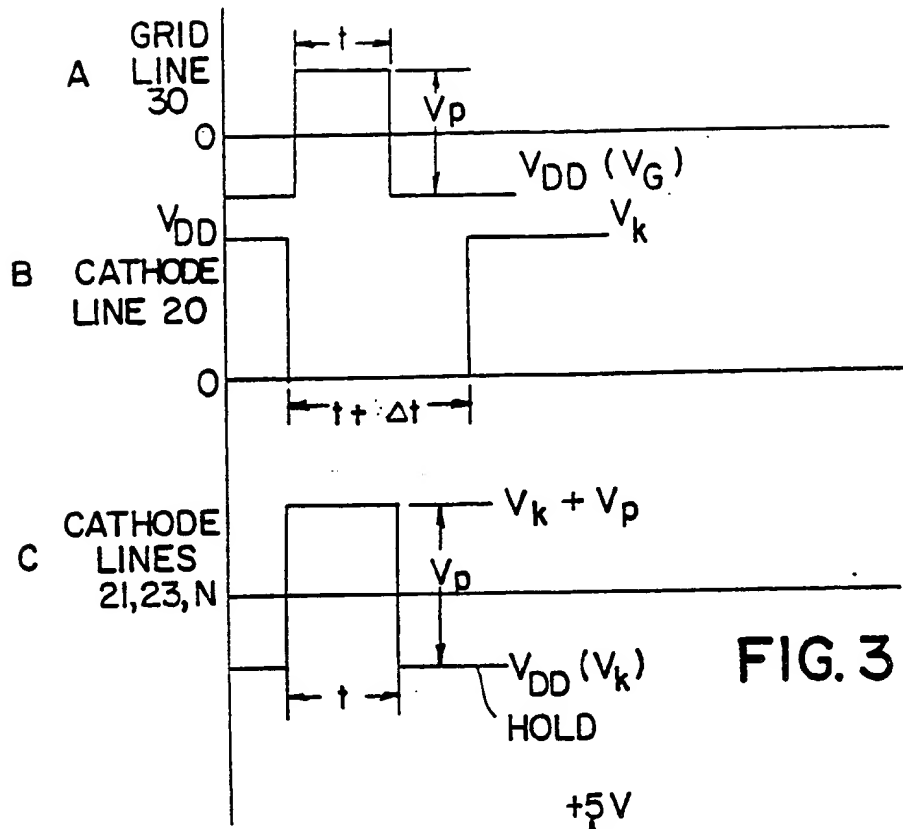 GRID
LINE
30
A
t
Vp
0
VDD (VG)
VDD
Vk
B CATHODE
LINE 20
0
t + Δt
CATHODE
LINES
21,23,N
C
Vk + Vp
Vp
VDD (Vk)
t
HOLD
FIG. 3
+5V